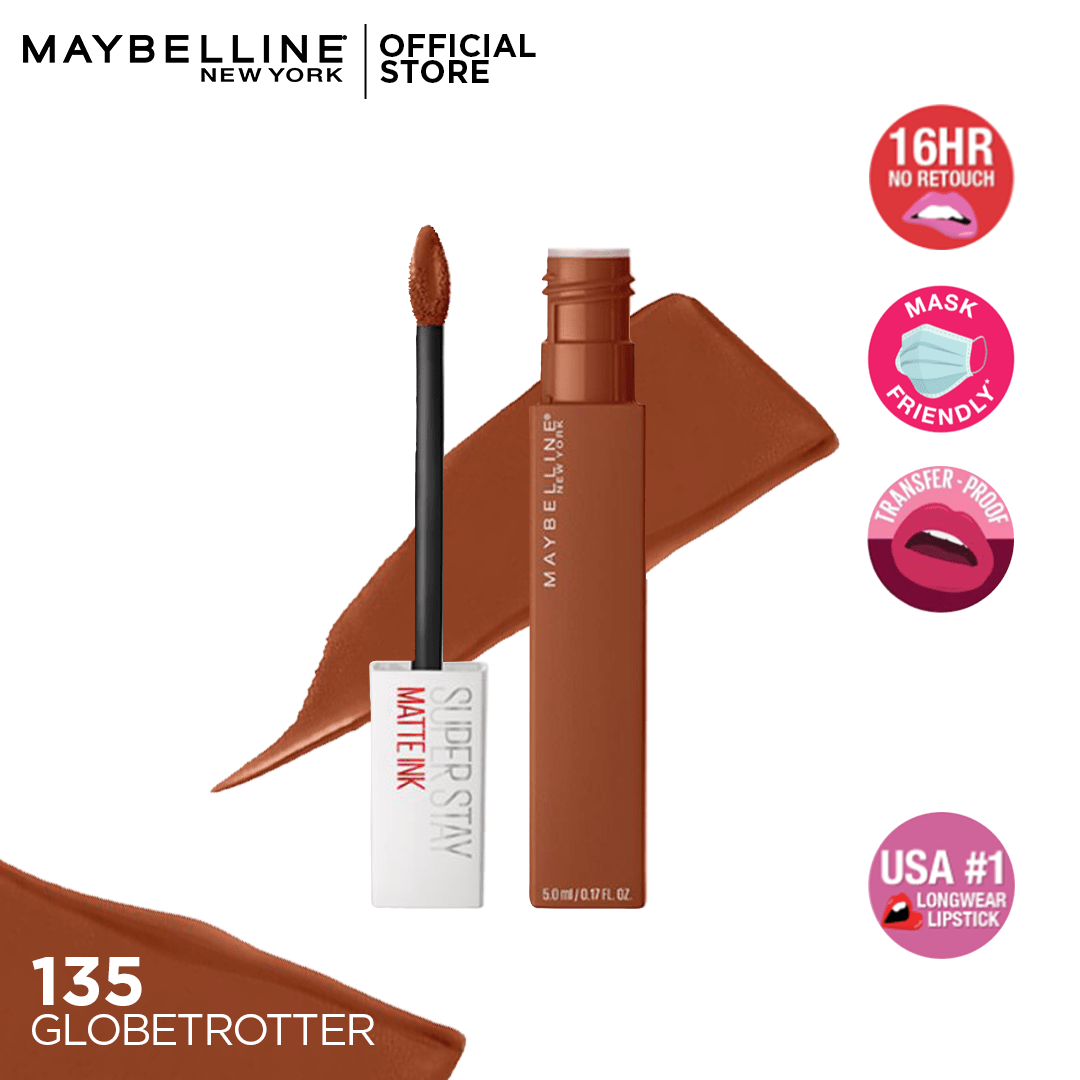 MAYBELLINE
NEW YORK
OFFICIAL
STORE
16HR
NO RETOUCH
MASK
FRIENDLY*
TRANSFER-PROOF
MAYBELLINE®
NEW YORK
SUPER STAY
MATTE INK
5.0 ml / 0.17 FL. OZ.
USA #1
LONGWEAR
LIPSTICK
135
GLOBETROTTER